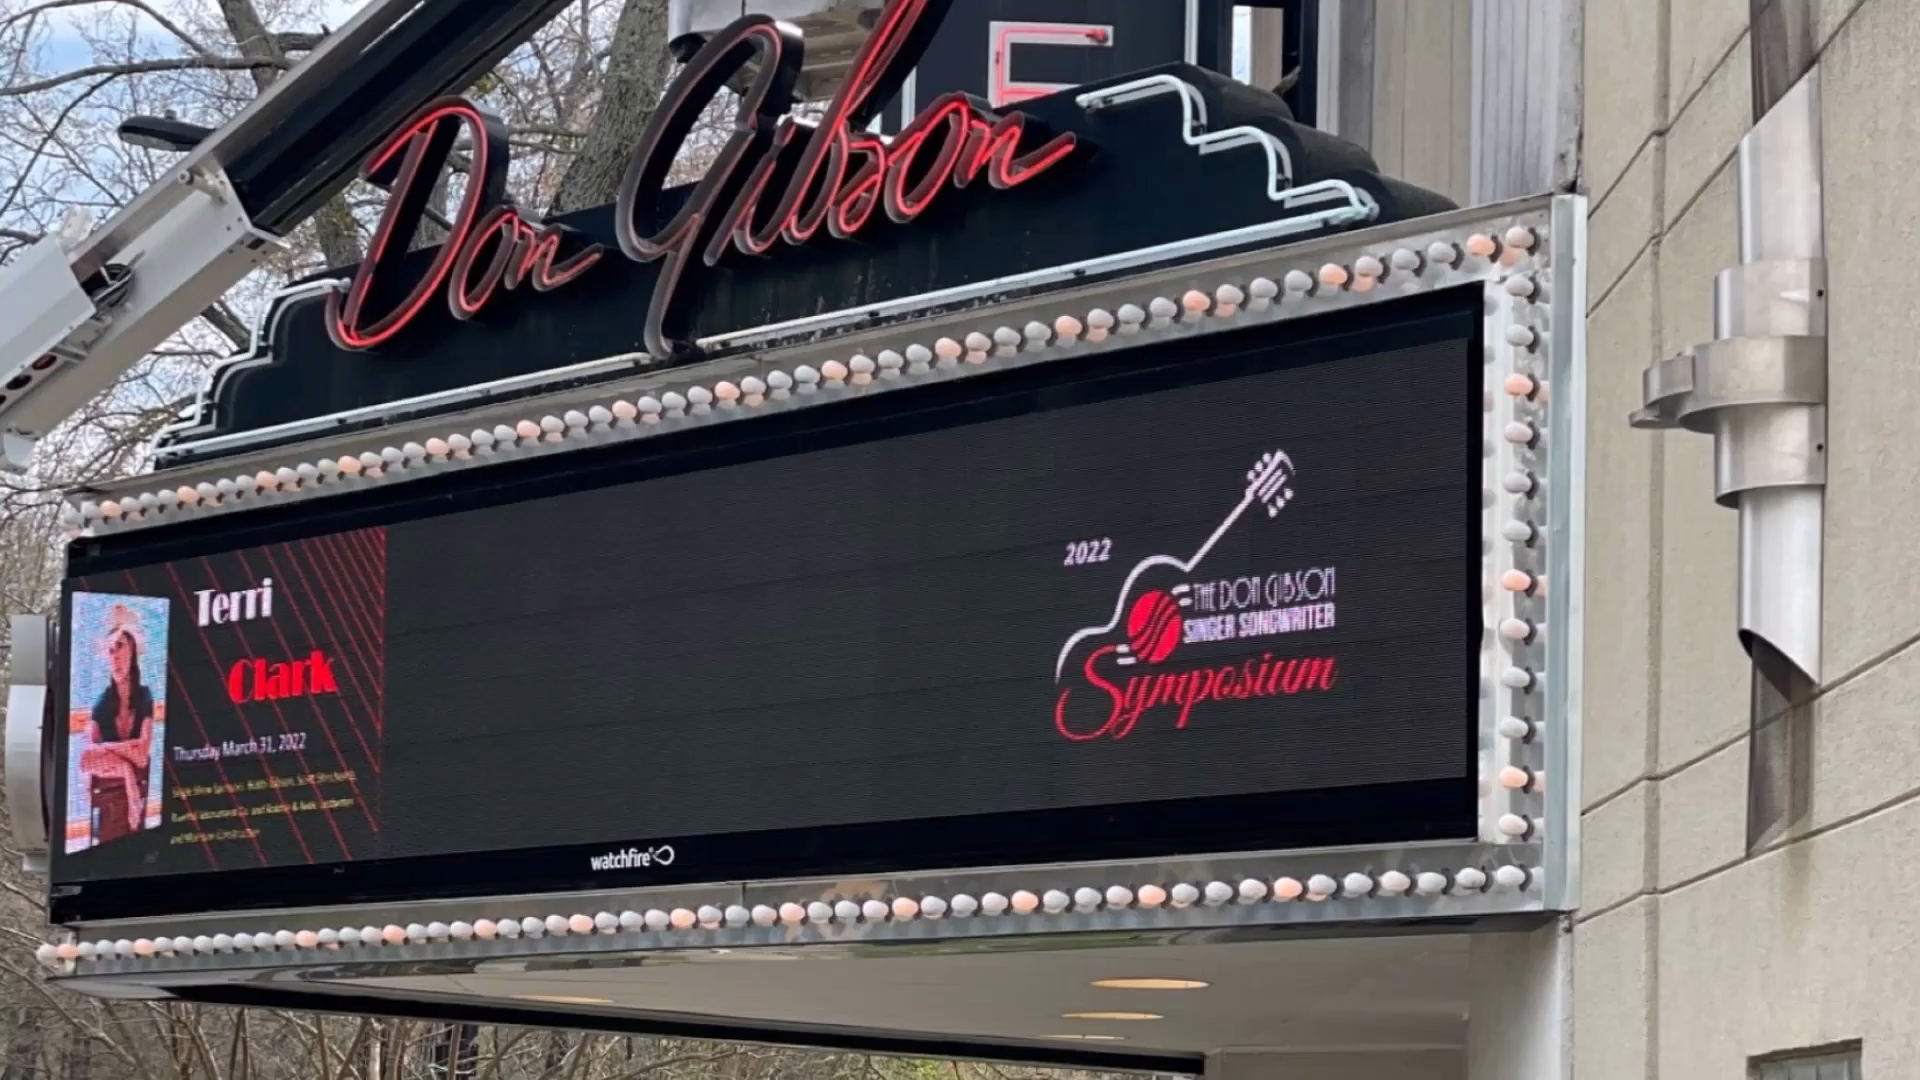 E
Don Gibson
Terri
Clark
Thursday March 31, 2022
2022
THE DON GIBSON
SINGER SONGWRITER
Symposium
watchfire